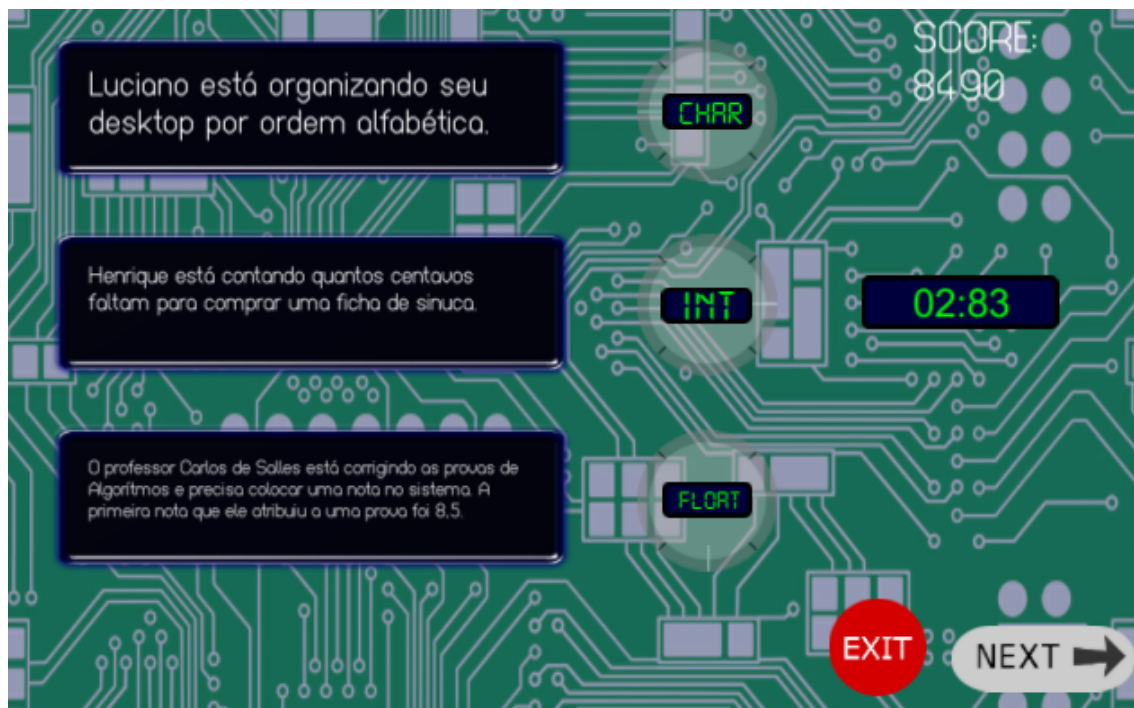 Luciano está organizando seu
desktop por ordem alfabética.
CHAR
SCORE:
8490
Henrique está contando quantos centavos
faltam para comprar uma ficha de sinuca.
INT
02:83
O professor Carlos de Salles está corrigindo as provas de
Algorítmos e precisa colocar uma nota no sistema. A
primeira nota que ele atribuiu a uma prova foi 8,5.
FLOAT
EXIT
NEXT